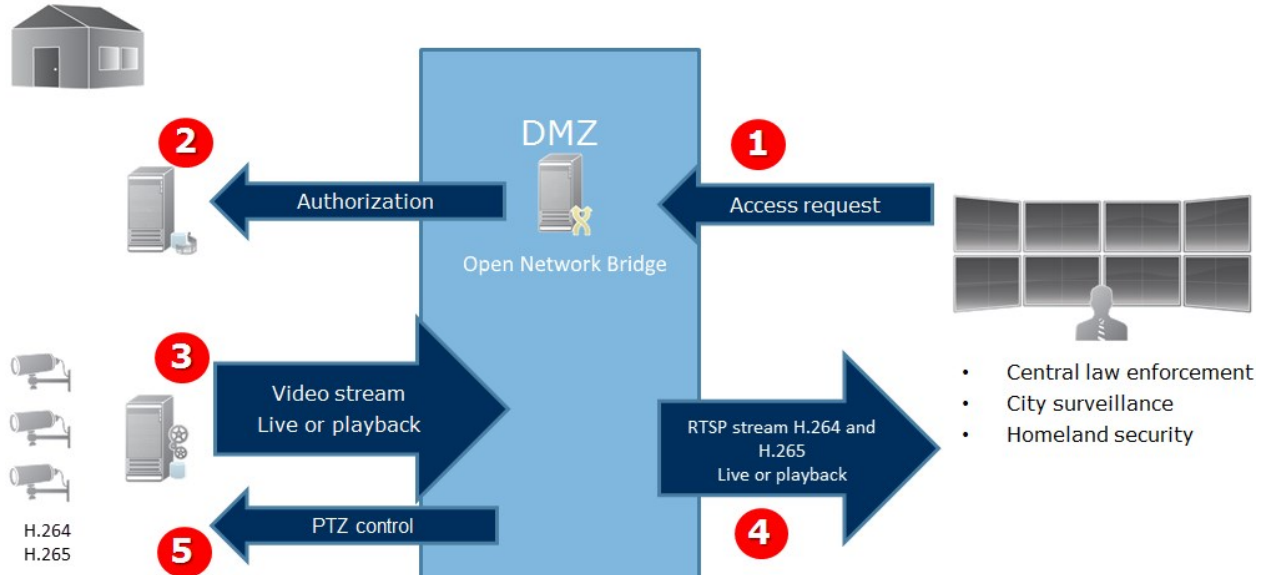 DMZ
1
2
Authorization
Access request
Open Network Bridge
3
Video stream
Live or playback
RTSP stream H.264 and
H.265
Live or playback
• Central law enforcement
• City surveillance
• Homeland security
H.264
H.265
5
PTZ control
4